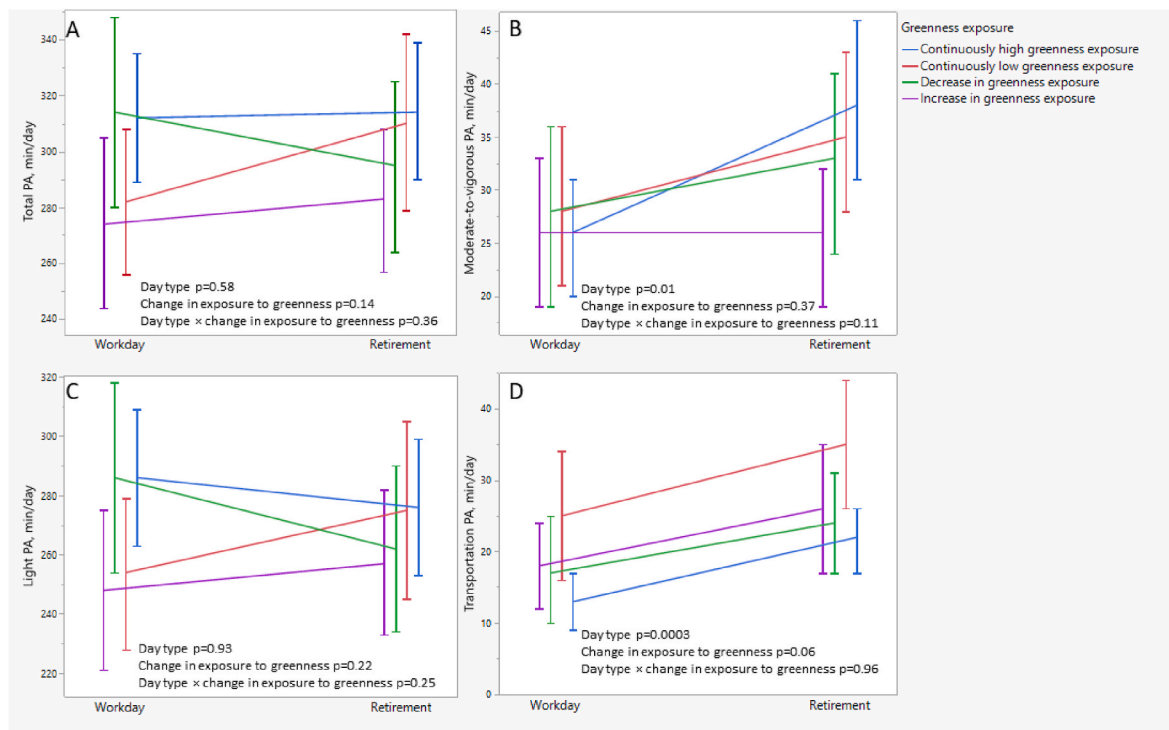 A
Total PA, min/day
340
320
300
280
260
240
Day type p=0.58
Change in exposure to greenness p=0.14
Day type × change in exposure to greenness p=0.36
Workday
Retirement
B
Moderate-to-vigorous PA, min/day
45
40
35
30
25
20
Day type p=0.01
Change in exposure to greenness p=0.37
Day type × change in exposure to greenness p=0.11
Workday
Retirement
Greenness exposure
Continuously high greenness exposure
Continuously low greenness exposure
Decrease in greenness exposure
Increase in greenness exposure
C
Light PA, min/day
320
300
280
260
240
220
Day type p=0.93
Change in exposure to greenness p=0.22
Day type × change in exposure to greenness p=0.25
Workday
Retirement
D
Transportation PA, min/day
40
30
20
10
0
Day type p=0.0003
Change in exposure to greenness p=0.06
Day type × change in exposure to greenness p=0.96
Workday
Retirement